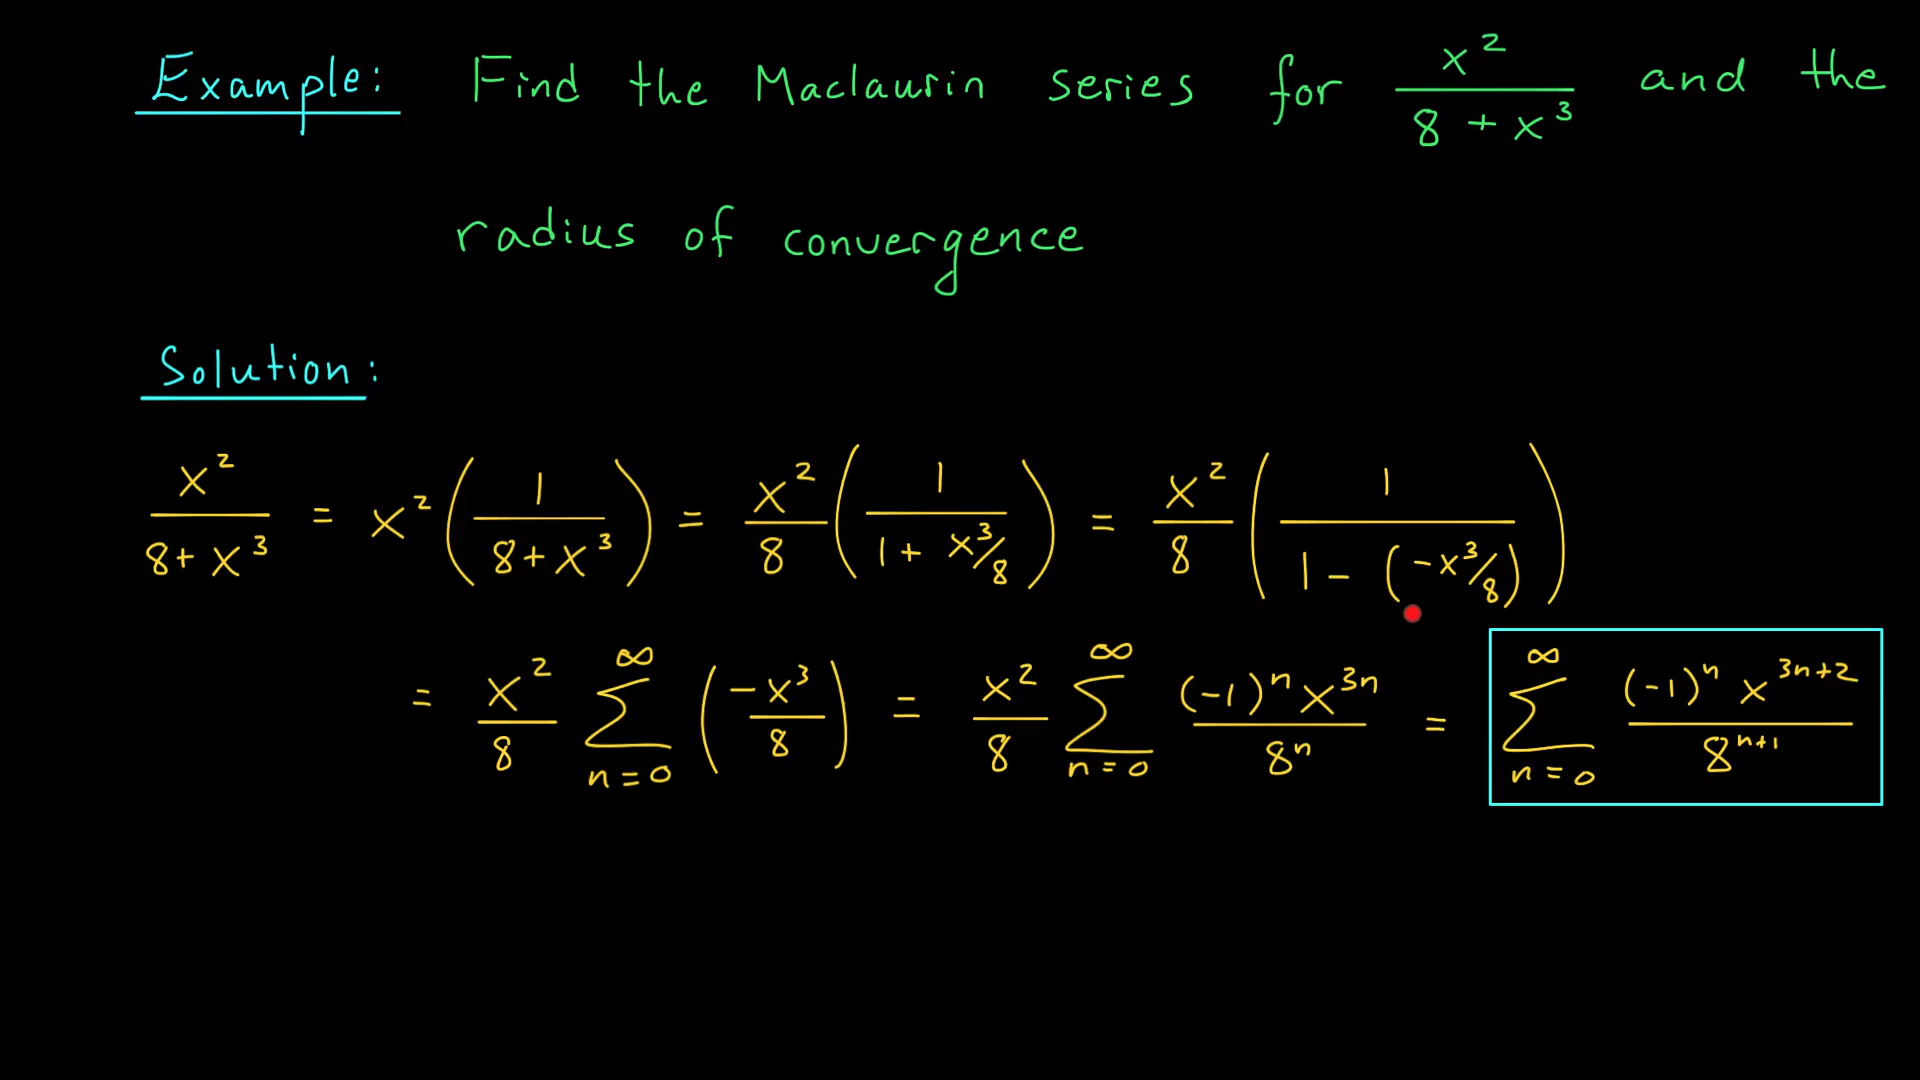 Example: Find the Maclaurin series for x²/(8 + x³) and the
radius of convergence
Solution:
x²/(8+x³) = x²(1/(8+x³)) = x²/8(1/(1+ x³/8)) = x²/8(1/(1-(-x³/8)))
= x²/8 ∑_{n=0}^{∞} (-x³/8) = x²/8 ∑_{n=0}^{∞} (-1)ⁿx³ⁿ/8ⁿ = ∑_{n=0}^{∞} (-1)ⁿ x³ⁿ⁺²/8ⁿ⁺¹